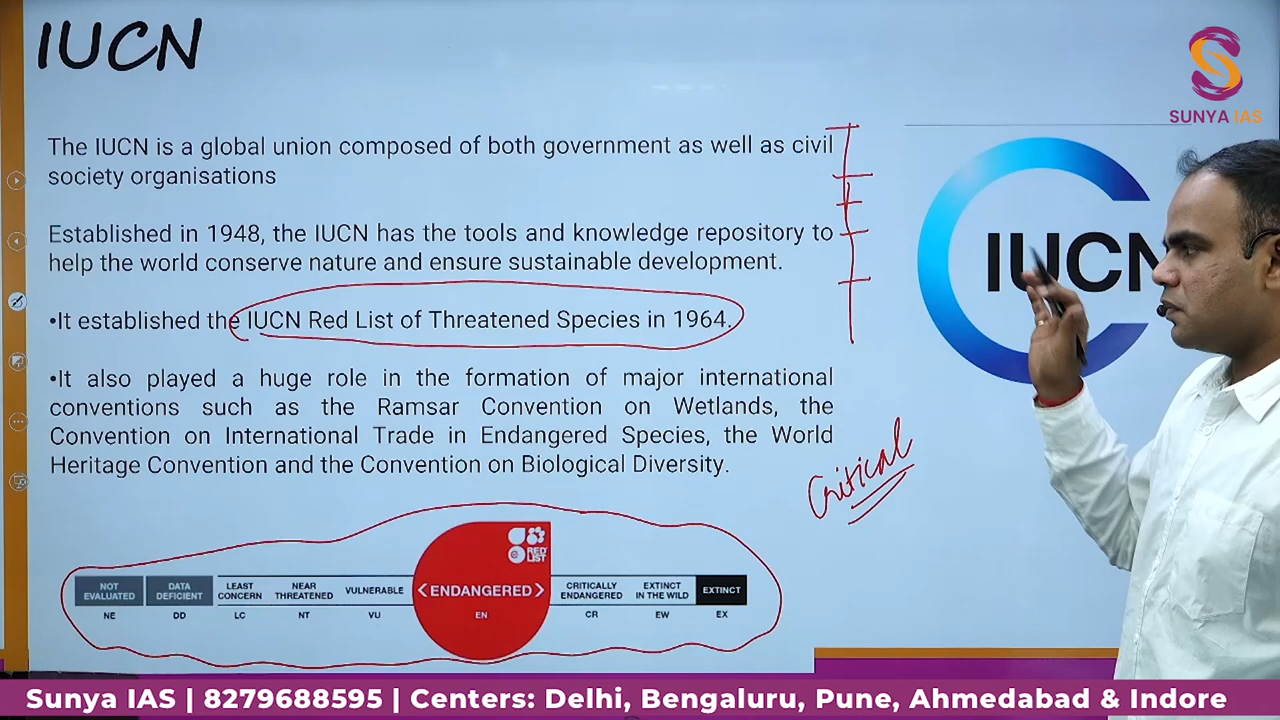 IUCN
SUNYA IAS
The IUCN is a global union composed of both government as well as civil
society organisations
Established in 1948, the IUCN has the tools and knowledge repository to
help the world conserve nature and ensure sustainable development.
•It established the IUCN Red List of Threatened Species in 1964.
•It also played a huge role in the formation of major international
conventions such as the Ramsar Convention on Wetlands, the
Convention on International Trade in Endangered Species, the World
Heritage Convention and the Convention on Biological Diversity.
IUCN
Critical
RED
LIST
NOT
EVALUATED
NE
DATA
DEFICIENT
DD
LEAST
CONCERN
LC
NEAR
THREATENED
NT
VULNERABLE
VU
<ENDANGERED>
EN
CRITICALLY
ENDANGERED
CR
EXTINCT
IN THE WILD
EW
EXTINCT
EX
Sunya IAS | 8279688595 | Centers: Delhi, Bengaluru, Pune, Ahmedabad & Indore